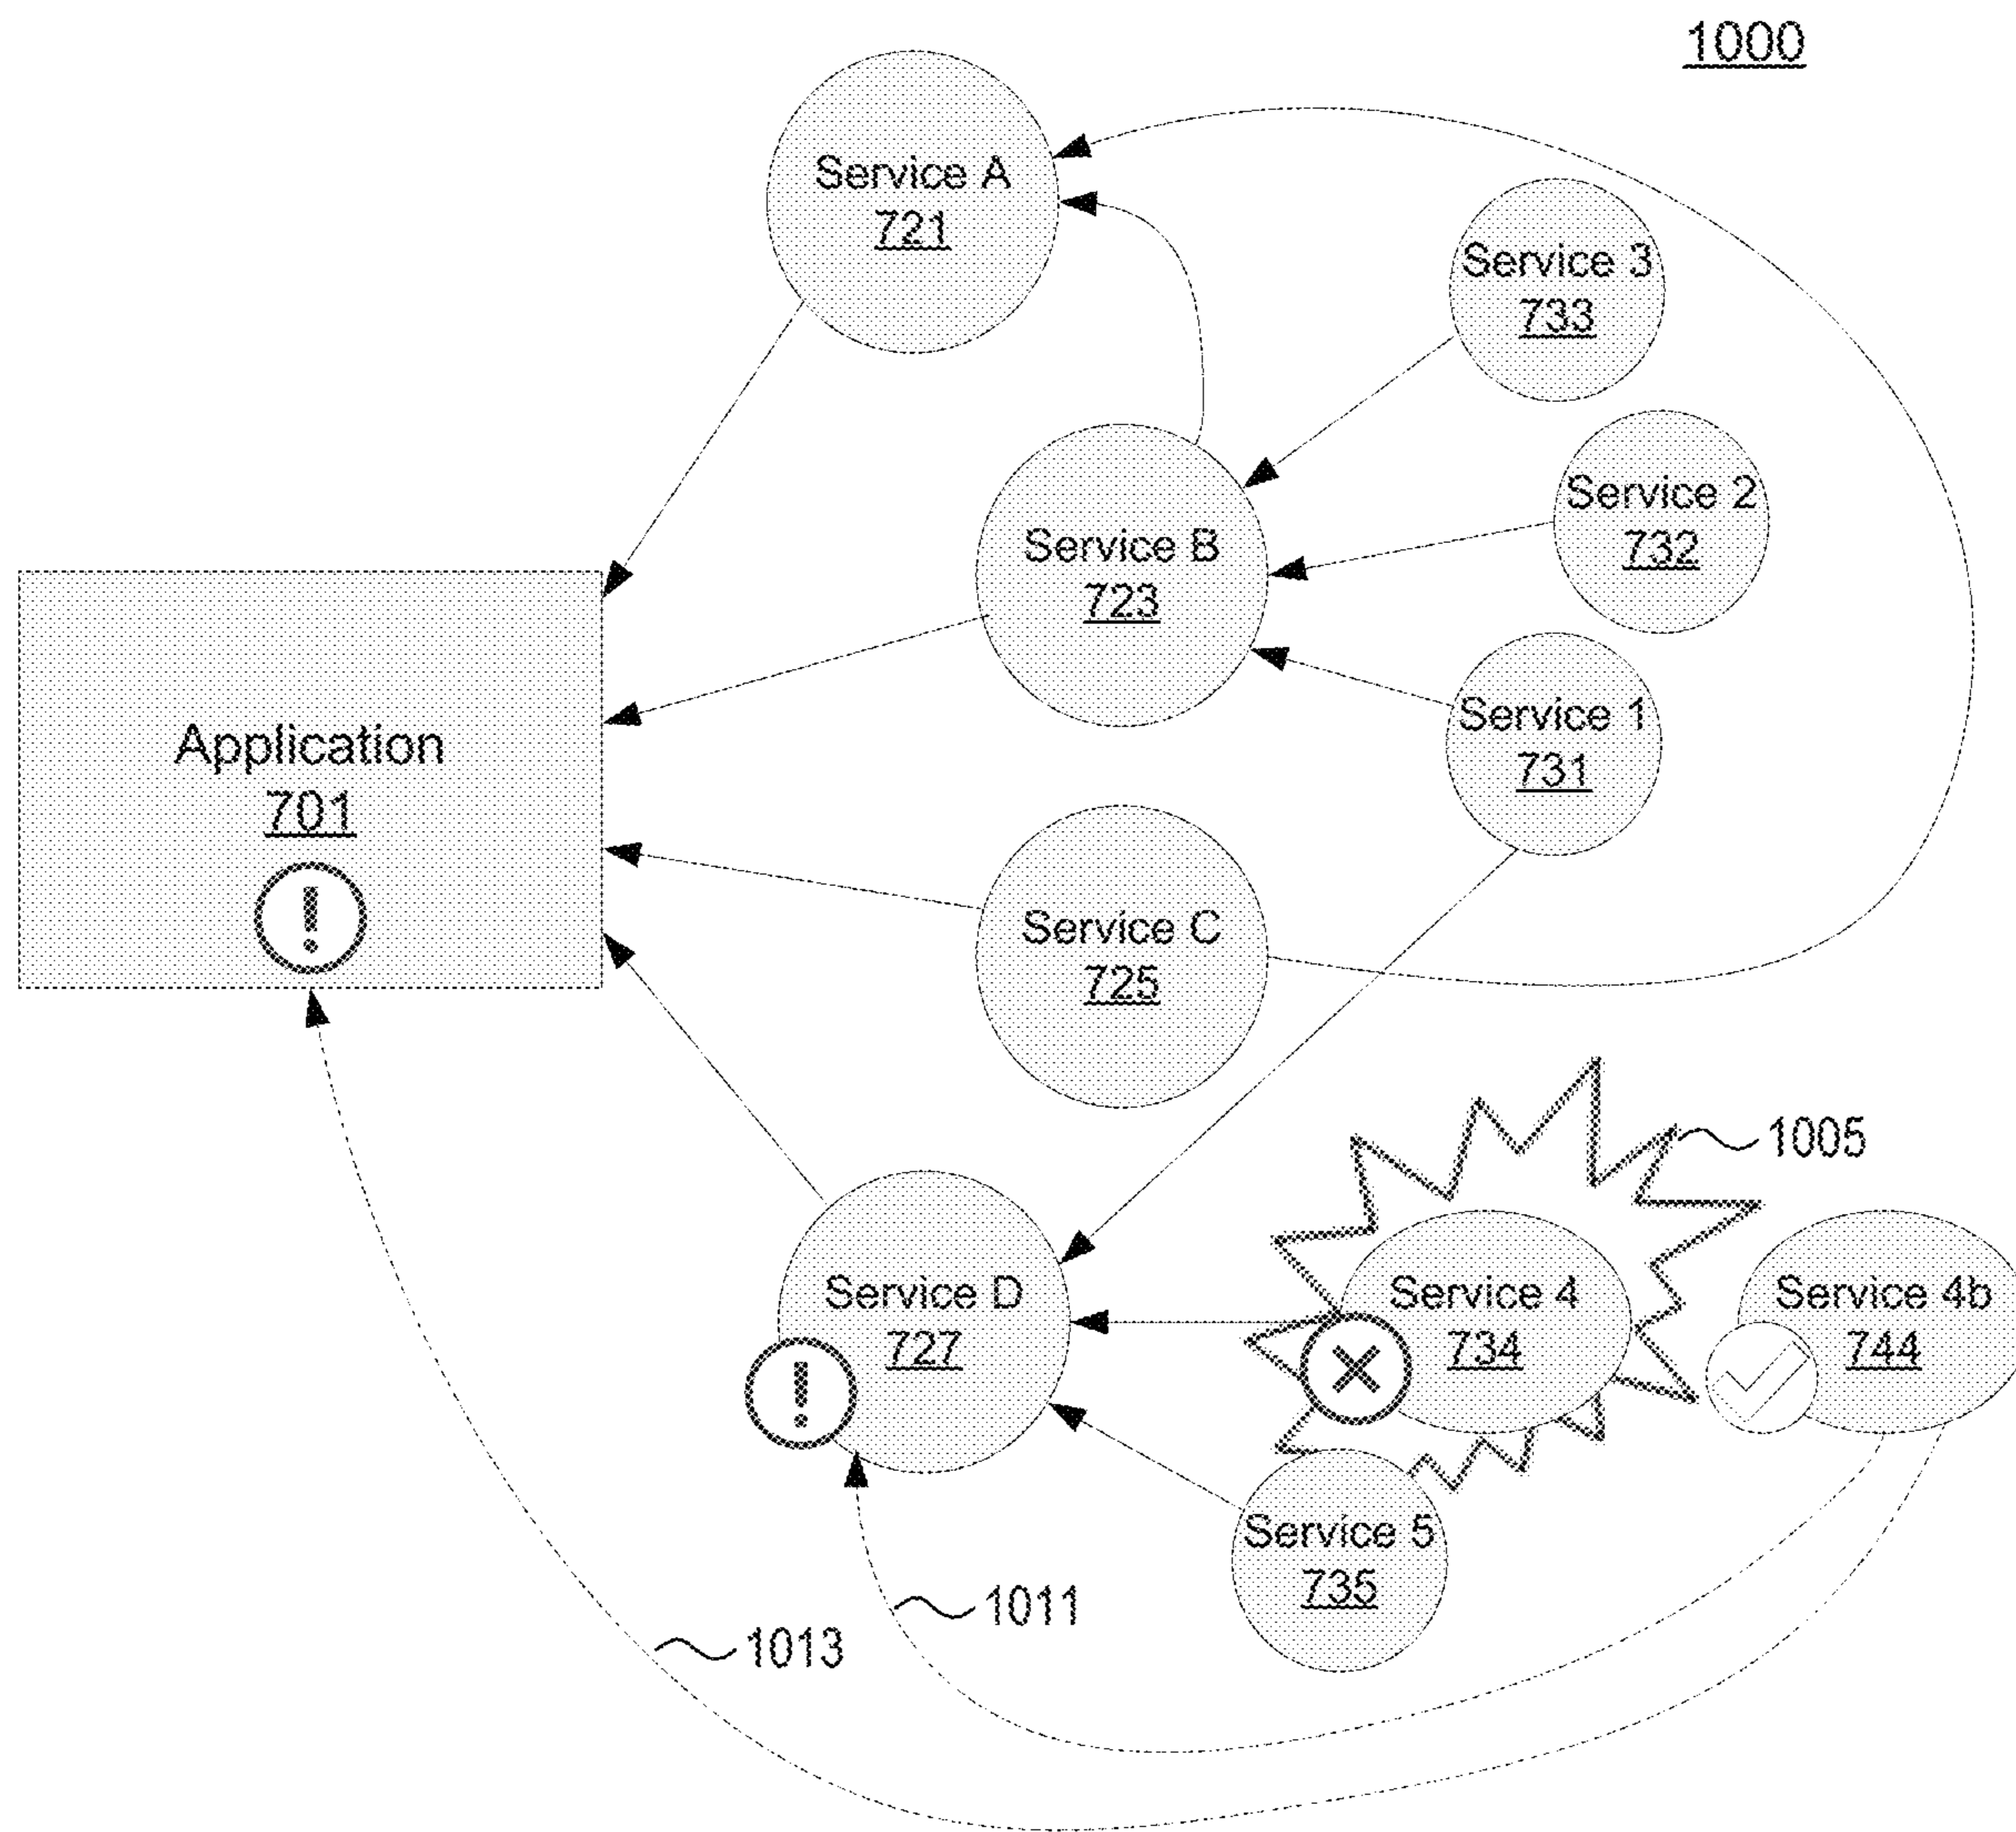 1000
Service A
721
Service 3
733
Service 2
732
Service B
723
Service 1
731
Application
701
!
Service C
725
1005
Service D
727
!
Service 4
734
Service 4b
744
Service 5
735
1011
1013